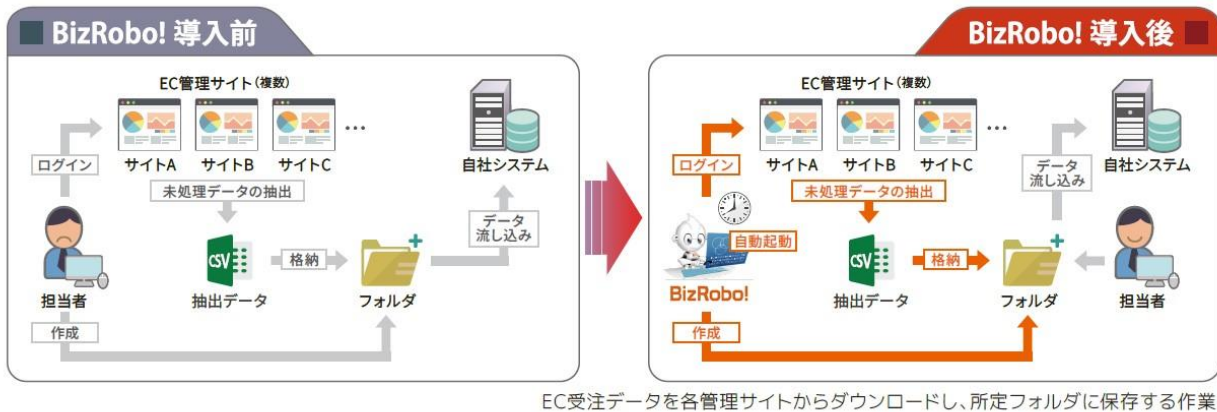 BizRobo! 導入前
EC管理サイト(複数)
サイトA
サイトB
サイトC
…
自社システム
ログイン
未処理データの抽出
データ
流し込み
CSV
格納
担当者
抽出データ
フォルダ
作成
BizRobo! 導入後
EC管理サイト(複数)
サイトA
サイトB
サイトC
…
自社システム
ログイン
未処理データの抽出
データ
流し込み
自動起動
CSV
格納
BizRobo!
抽出データ
フォルダ
担当者
作成
EC受注データを各管理サイトからダウンロードし、所定フォルダに保存する作業